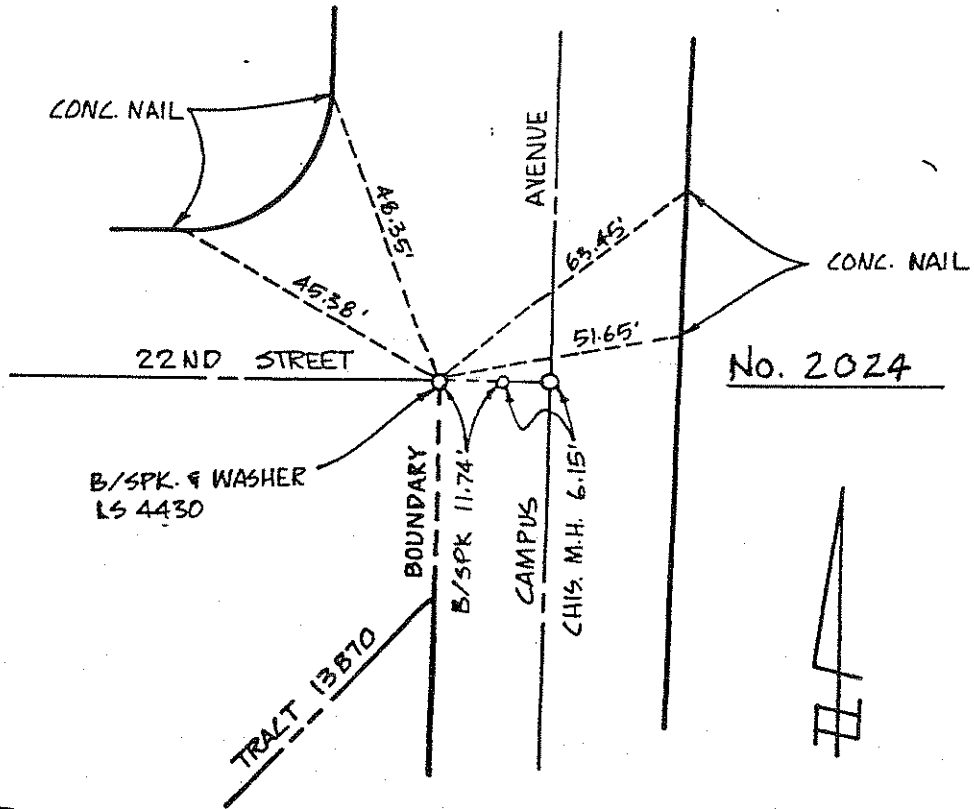 CONC. NAIL
AVENUE
48.35'
63.45'
CONC. NAIL
45.38'
51.65'
22ND STREET
No. 2024
B/SPK. & WASHER
LS 4430
BOUNDARY
B/SPK 11.74'
CAMPUS
CHIS. M.H. 6.15'
TRACT 13870